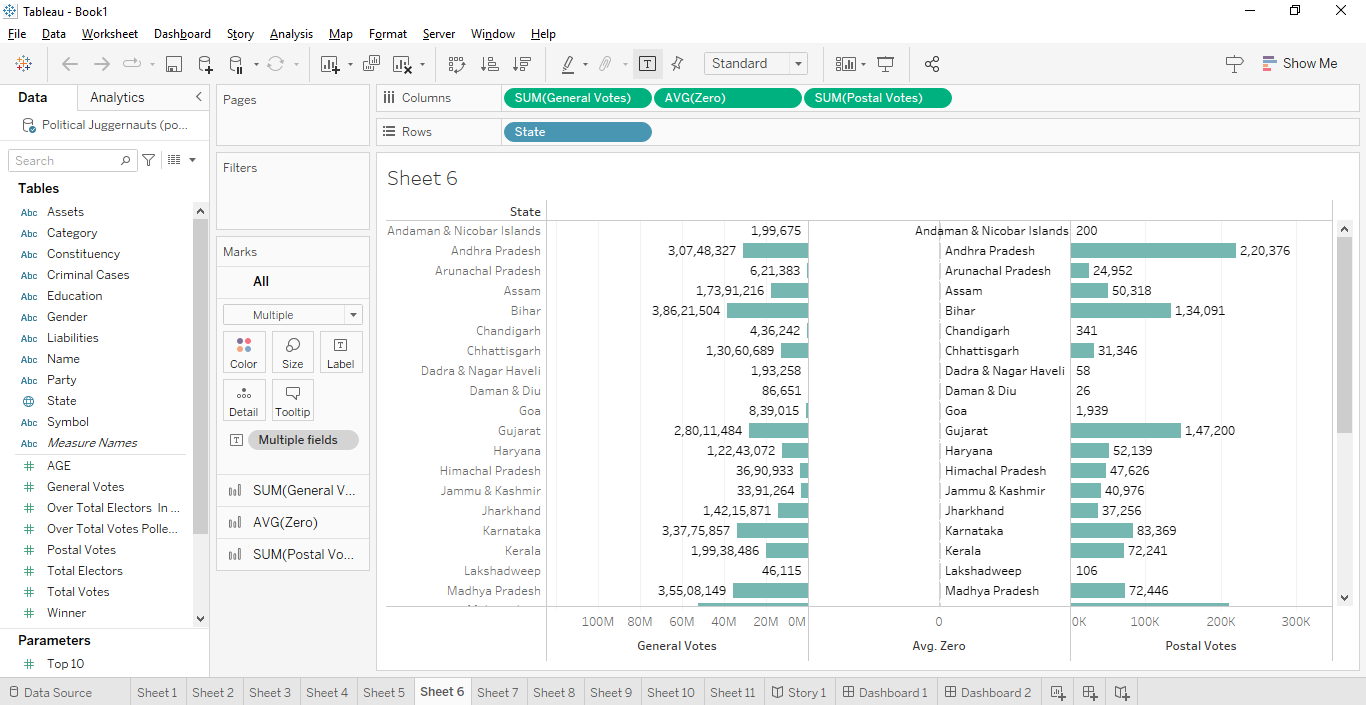 Tableau - Book1
File Data Worksheet Dashboard Story Analysis Map Format Server Window Help
Standard
Show Me
Data Analytics
Political Juggernauts (po...
Search
Tables
Abc Assets
Abc Category
Abc Constituency
Abc Criminal Cases
Abc Education
Abc Gender
Abc Liabilities
Abc Name
Abc Party
State
Abc Symbol
Abc Measure Names
# AGE
# General Votes
# Over Total Electors In ...
# Over Total Votes Polle...
# Postal Votes
# Total Electors
# Total Votes
# Winner
Parameters
# Top 10
Pages
Filters
Marks
All
Multiple
Color Size Label
Detail Tooltip
Multiple fields
SUM(General V...
AVG(Zero)
SUM(Postal Vo...
Columns SUM(General Votes) AVG(Zero) SUM(Postal Votes)
Rows State
Sheet 6
State
Andaman & Nicobar Islands 1,99,675 Andaman & Nicobar Islands 200
Andhra Pradesh 3,07,48,327 Andhra Pradesh 2,20,376
Arunachal Pradesh 6,21,383 Arunachal Pradesh 24,952
Assam 1,73,91,216 Assam 50,318
Bihar 3,86,21,504 Bihar 1,34,091
Chandigarh 4,36,242 Chandigarh 341
Chhattisgarh 1,30,60,689 Chhattisgarh 31,346
Dadra & Nagar Haveli 1,93,258 Dadra & Nagar Haveli 58
Daman & Diu 86,651 Daman & Diu 26
Goa 8,39,015 Goa 1,939
Gujarat 2,80,11,484 Gujarat 1,47,200
Haryana 1,22,43,072 Haryana 52,139
Himachal Pradesh 36,90,933 Himachal Pradesh 47,626
Jammu & Kashmir 33,91,264 Jammu & Kashmir 40,976
Jharkhand 1,42,15,871 Jharkhand 37,256
Karnataka 3,37,75,857 Karnataka 83,369
Kerala 1,99,38,486 Kerala 72,241
Lakshadweep 46,115 Lakshadweep 106
Madhya Pradesh 3,55,08,149 Madhya Pradesh 72,446
100M 80M 60M 40M 20M 0M 0 0K 100K 200K 300K
General Votes Avg. Zero Postal Votes
Data Source Sheet 1 Sheet 2 Sheet 3 Sheet 4 Sheet 5 Sheet 6 Sheet 7 Sheet 8 Sheet 9 Sheet 10 Sheet 11 Story 1 Dashboard 1 Dashboard 2